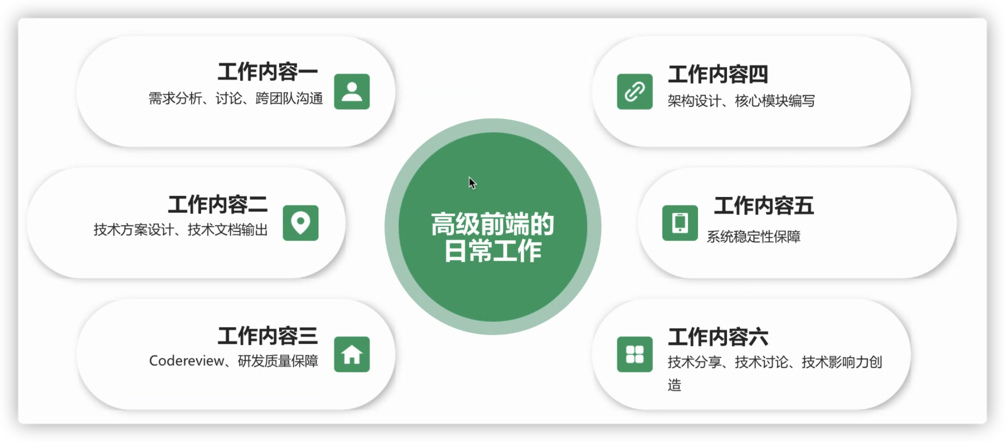 工作内容一
需求分析、讨论、跨团队沟通
工作内容二
技术方案设计、技术文档输出
工作内容三
Codereview、研发质量保障
高级前端的
日常工作
工作内容四
架构设计、核心模块编写
工作内容五
系统稳定性保障
工作内容六
技术分享、技术讨论、技术影响力创
造